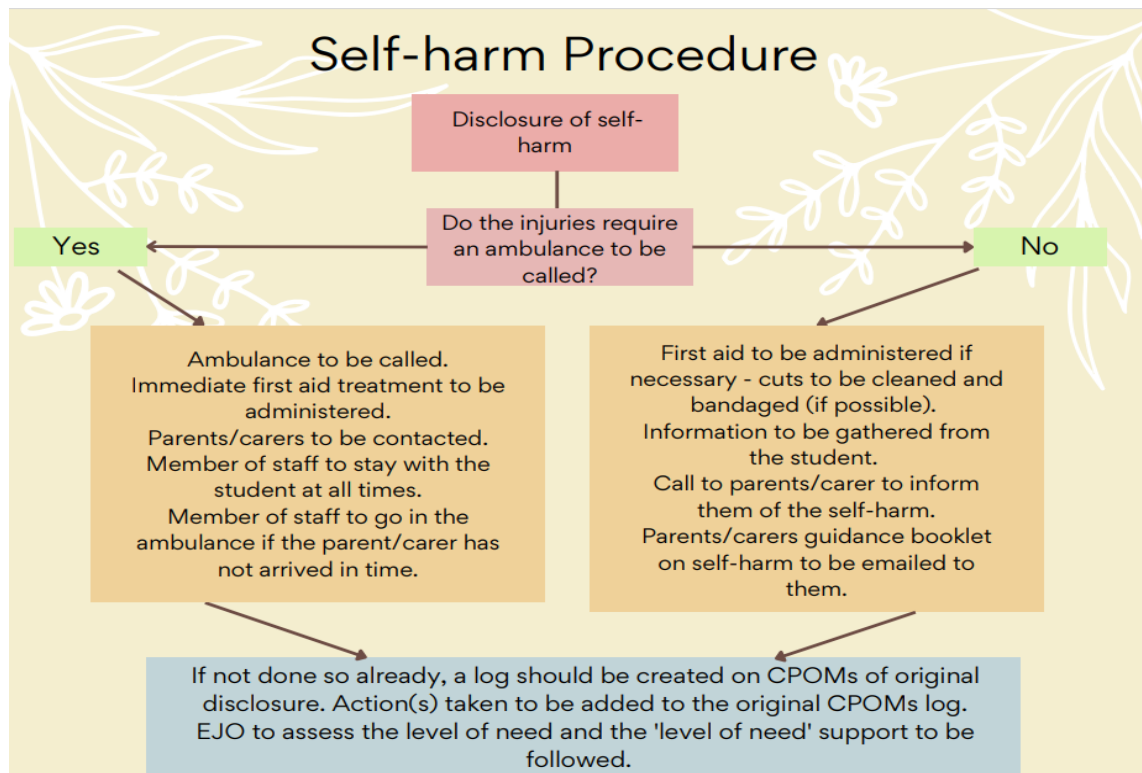 Self-harm Procedure
Disclosure of self-
harm
Do the injuries require
an ambulance to be
called?
Yes
No
Ambulance to be called.
Immediate first aid treatment to be
administered.
Parents/carers to be contacted.
Member of staff to stay with the
student at all times.
Member of staff to go in the
ambulance if the parent/carer has
not arrived in time.
First aid to be administered if
necessary - cuts to be cleaned and
bandaged (if possible).
Information to be gathered from
the student.
Call to parents/carer to inform
them of the self-harm.
Parents/carers guidance booklet
on self-harm to be emailed to
them.
If not done so already, a log should be created on CPOMs of original
disclosure. Action(s) taken to be added to the original CPOMs log.
EJO to assess the level of need and the 'level of need' support to be
followed.